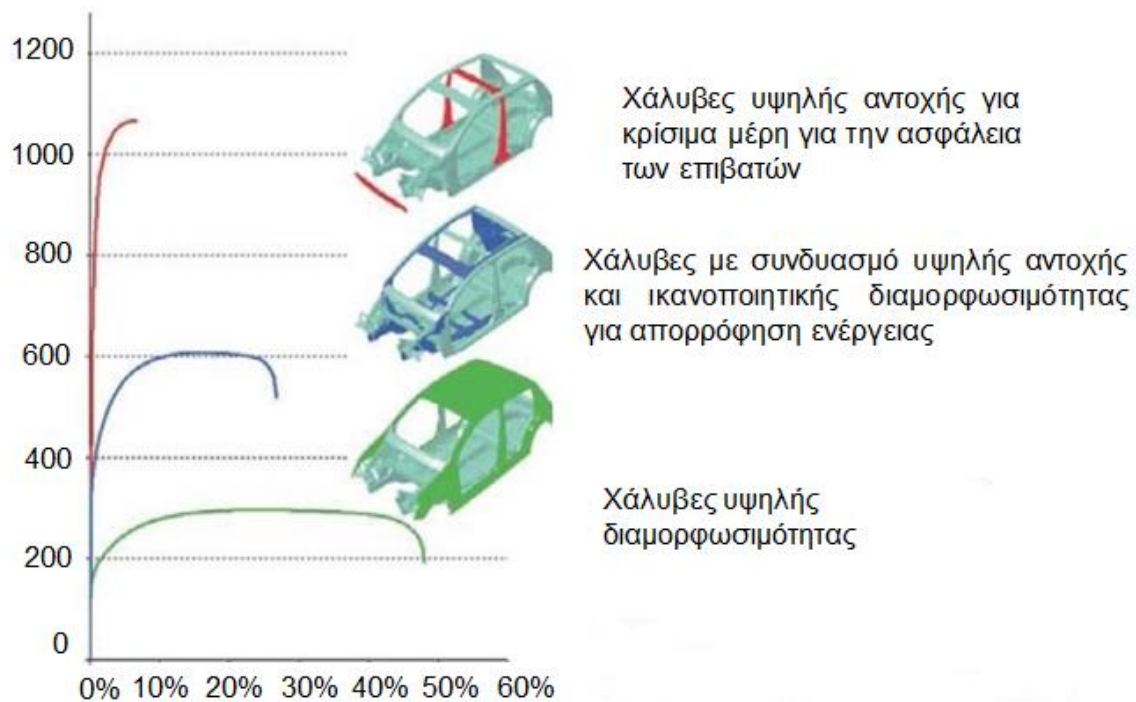 1200
1000
800
600
400
200
0
0% 10% 20% 30% 40% 50% 60%
Χάλυβες υψηλής αντοχής για
κρίσιμα μέρη για την ασφάλεια
των επιβατών
Χάλυβες με συνδυασμό υψηλής αντοχής
και ικανοποιητικής διαμορφωσιμότητας
για απορρόφηση ενέργειας
Χάλυβες υψηλής
διαμορφωσιμότητας